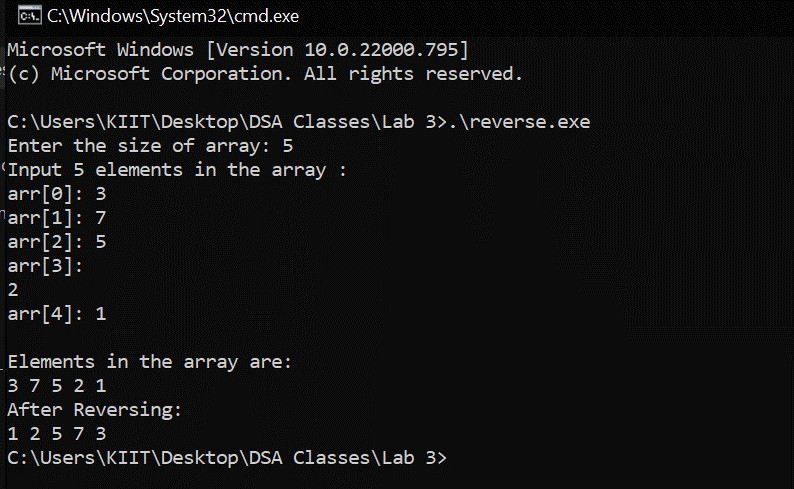 C:\Windows\System32\cmd.exe
Microsoft Windows [Version 10.0.22000.795]
(c) Microsoft Corporation. All rights reserved.
C:\Users\KIIT\Desktop\DSA Classes\Lab 3>.\reverse.exe
Enter the size of array: 5
Input 5 elements in the array :
arr[0]: 3
arr[1]: 7
arr[2]: 5
arr[3]:
2
arr[4]: 1
Elements in the array are:
3 7 5 2 1
After Reversing:
1 2 5 7 3
C:\Users\KIIT\Desktop\DSA Classes\Lab 3>